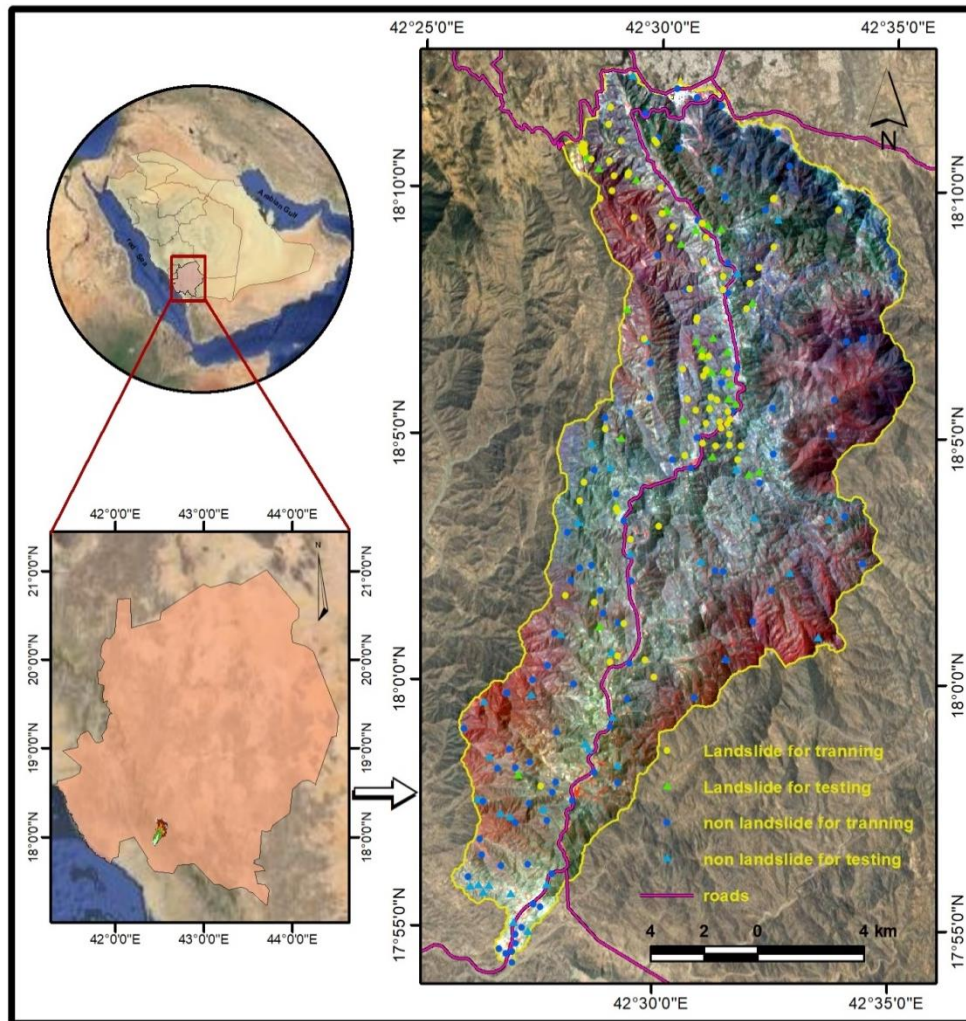 42°25'0"E
42°30'0"E
42°35'0"E
18°10'0"N
18°5'0"N
18°0'0"N
17°55'0"N
Arabian Gulf
red Sea
N
18°10'0"N
18°5'0"N
18°0'0"N
17°55'0"N
42°0'0"E
43°0'0"E
44°0'0"E
21°0'0"N
20°0'0"N
19°0'0"N
18°0'0"N
N
21°0'0"N
20°0'0"N
19°0'0"N
18°0'0"N
42°0'0"E
43°0'0"E
44°0'0"E
Landslide for tranning
Landslide for testing
non landslide for tranning
non landslide for testing
roads
4 2 0 4 km
42°30'0"E
42°35'0"E